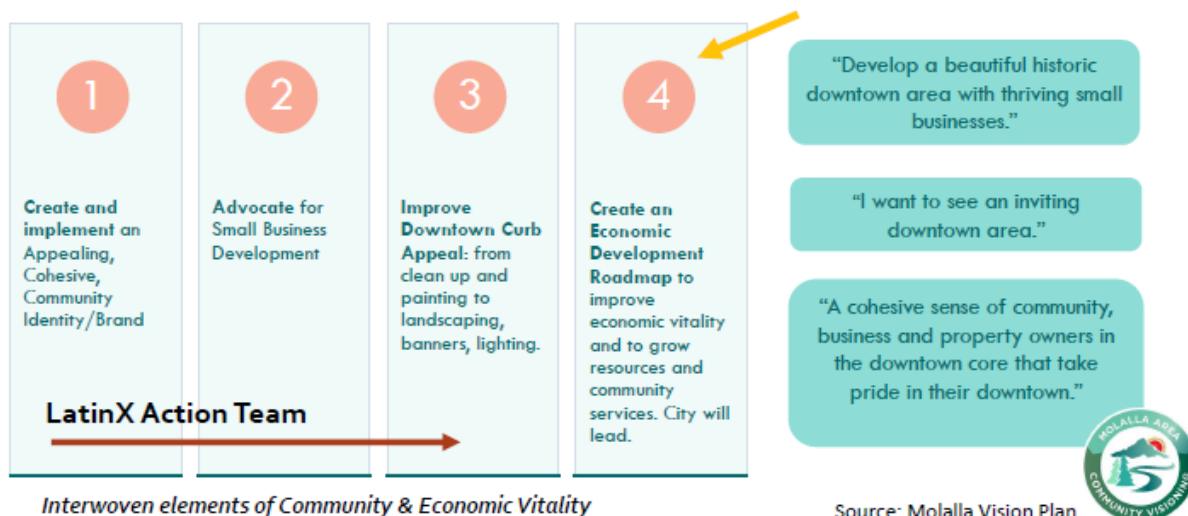 1
Create and
implement an
Appealing,
Cohesive,
Community
Identity/Brand
2
Advocate for
Small Business
Development
3
Improve
Downtown Curb
Appeal: from
clean up and
painting to
landscaping,
banners, lighting.
4
Create an
Economic
Development
Roadmap to
improve
economic vitality
and to grow
resources and
community
services. City will
lead.
LatinX Action Team
Interwoven elements of Community & Economic Vitality
“Develop a beautiful historic
downtown area with thriving small
businesses.”
“I want to see an inviting
downtown area.”
“A cohesive sense of community,
business and property owners in
the downtown core that take
pride in their downtown.”
MOLALLA AREA
COMMUNITY VISIONING
Source: Molalla Vision Plan